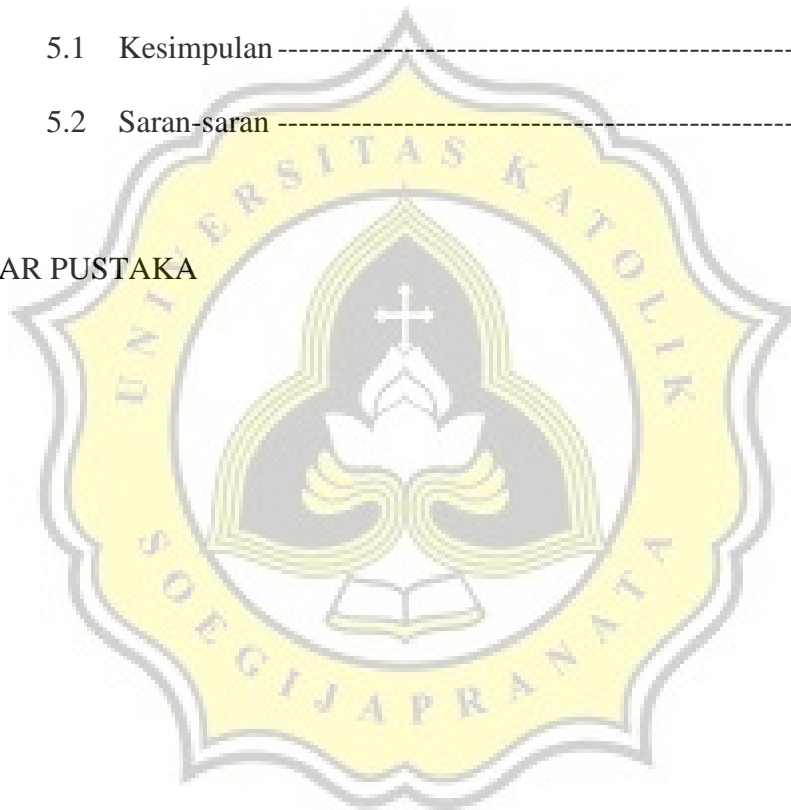 5.1 Kesimpulan -------------------------------------------------------
5.2 Saran-saran -------------------------------------------------------
AR PUSTAKA
UNIVERSITAS KATOLIK
SOEGIJAPRANATA